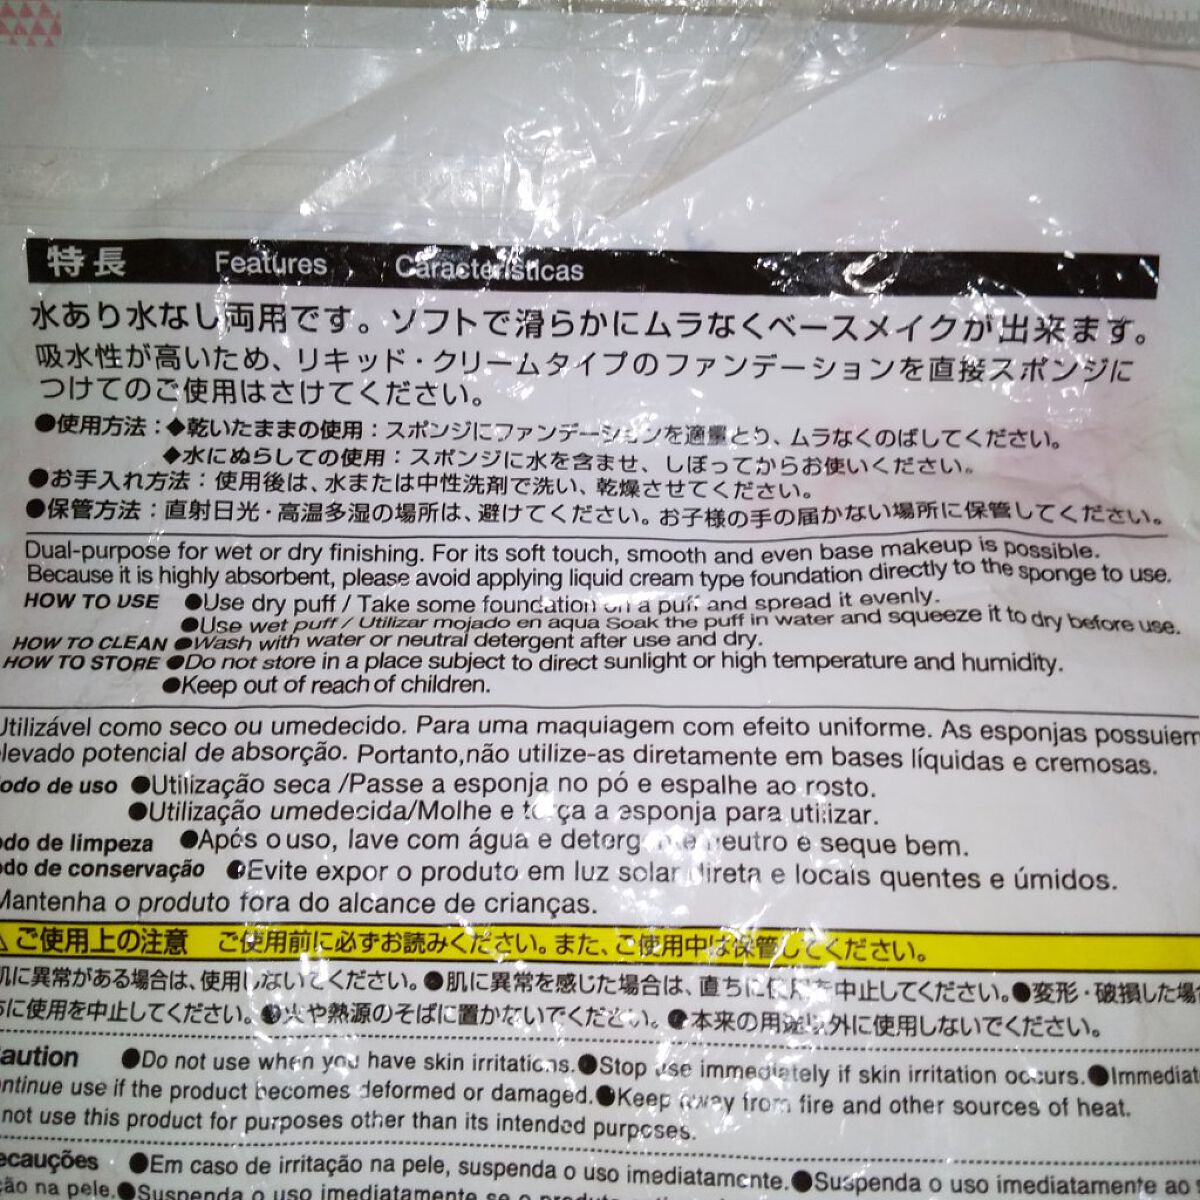 特長 Features Características
水あり水なし両用です。ソフトで滑らかにムラなくベースメイクが出来ます。
吸水性が高いため、リキッド・クリームタイプのファンデーションを直接スポンジに
つけてのご使用はさけてください。
●使用方法：◆乾いたままの使用：スポンジにファンデーションを適量とり、ムラなくのばしてください。
◆水にぬらしての使用：スポンジに水を含ませ、しぼってからお使いください。
●お手入れ方法：使用後は、水または中性洗剤で洗い、乾燥させてください。
●保管方法：直射日光・高温多湿の場所は、避けてください。お子様の手の届かない場所に保管してください。
Dual-purpose for wet or dry finishing. For its soft touch, smooth and even base makeup is possible.
Because it is highly absorbent, please avoid applying liquid cream type foundation directly to the sponge to use.
HOW TO USE ●Use dry puff / Take some foundation on a puff and spread it evenly.
●Use wet puff / Utilizar mojado en aqua Soak the puff in water and squeeze it to dry before use.
HOW TO CLEAN ●Wash with water or neutral detergent after use and dry.
HOW TO STORE ●Do not store in a place subject to direct sunlight or high temperature and humidity.
●Keep out of reach of children.
Utilizável como seco ou umedecido. Para uma maquiagem com efeito uniforme. As esponjas possuem
elevado potencial de absorção. Portanto,não utilize-as diretamente em bases líquidas e cremosas.
odo de uso ●Utilização seca /Passe a esponja no pó e espalhe ao rosto.
●Utilização umedecida/Molhe e torça a esponja para utilizar.
odo de limpeza ●Após o uso, lave com água e detergente neutro e seque bem.
odo de conservação ●Evite expor o produto em luz solar direta e locais quentes e úmidos.
Mantenha o produto fora do alcance de crianças.
⚠ご使用上の注意 ご使用前に必ずお読みください。また、ご使用中は保管してください。
肌に異常がある場合は、使用しないでください。●肌に異常を感じた場合は、直ちに使用を中止してください。●変形・破損した場合
ちに使用を中止してください。●火や熱源のそばに置かないでください。●本来の用途以外に使用しないでください。
aution ●Do not use when you have skin irritations.●Stop use immediately if skin irritation occurs.●Immediat
ntinue use if the product becomes deformed or damaged.●Keep away from fire and other sources of heat.
not use this product for purposes other than its intended purposes.
ecauções ●Em caso de irritação na pele, suspenda o uso imediatamente.●Suspenda o uso imediatamente ao
ção na pele.●Suspenda o uso imediatamente se o